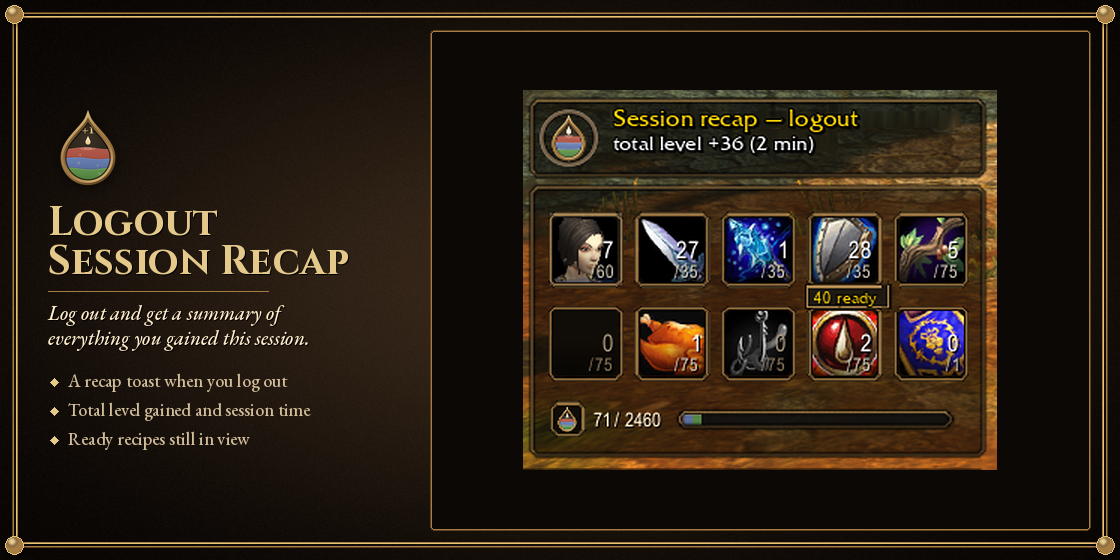 +1
LOGOUT
SESSION RECAP
Log out and get a summary of
everything you gained this session.
A recap toast when you log out
Total level gained and session time
Ready recipes still in view
Session recap – logout
total level +36 (2 min)
7 /60
27 /35
1 /35
28 /35
5 /75
40 ready
0 /75
1 /75
0 /75
2 /75
0 /1
71 / 2460